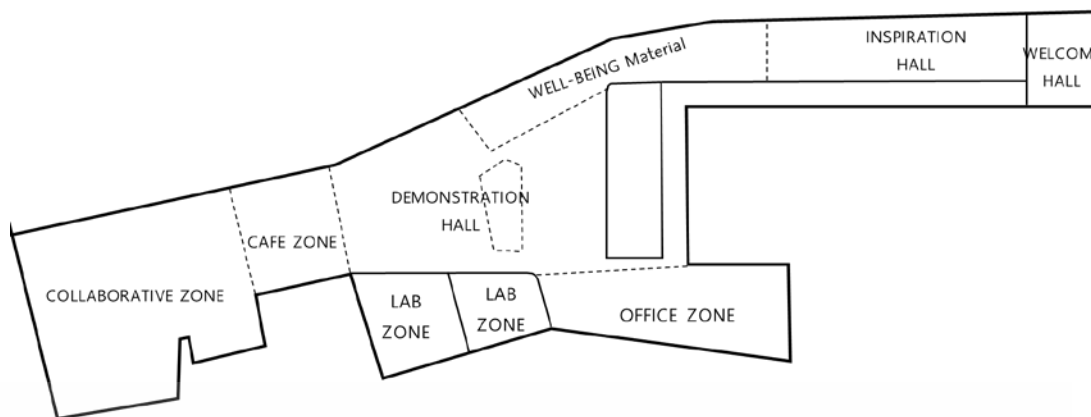 INSPIRATION
HALL
WELCOM
HALL
WELL-BEING Material
DEMONSTRATION
HALL
CAFE ZONE
COLLABORATIVE ZONE
LAB
ZONE
LAB
ZONE
OFFICE ZONE